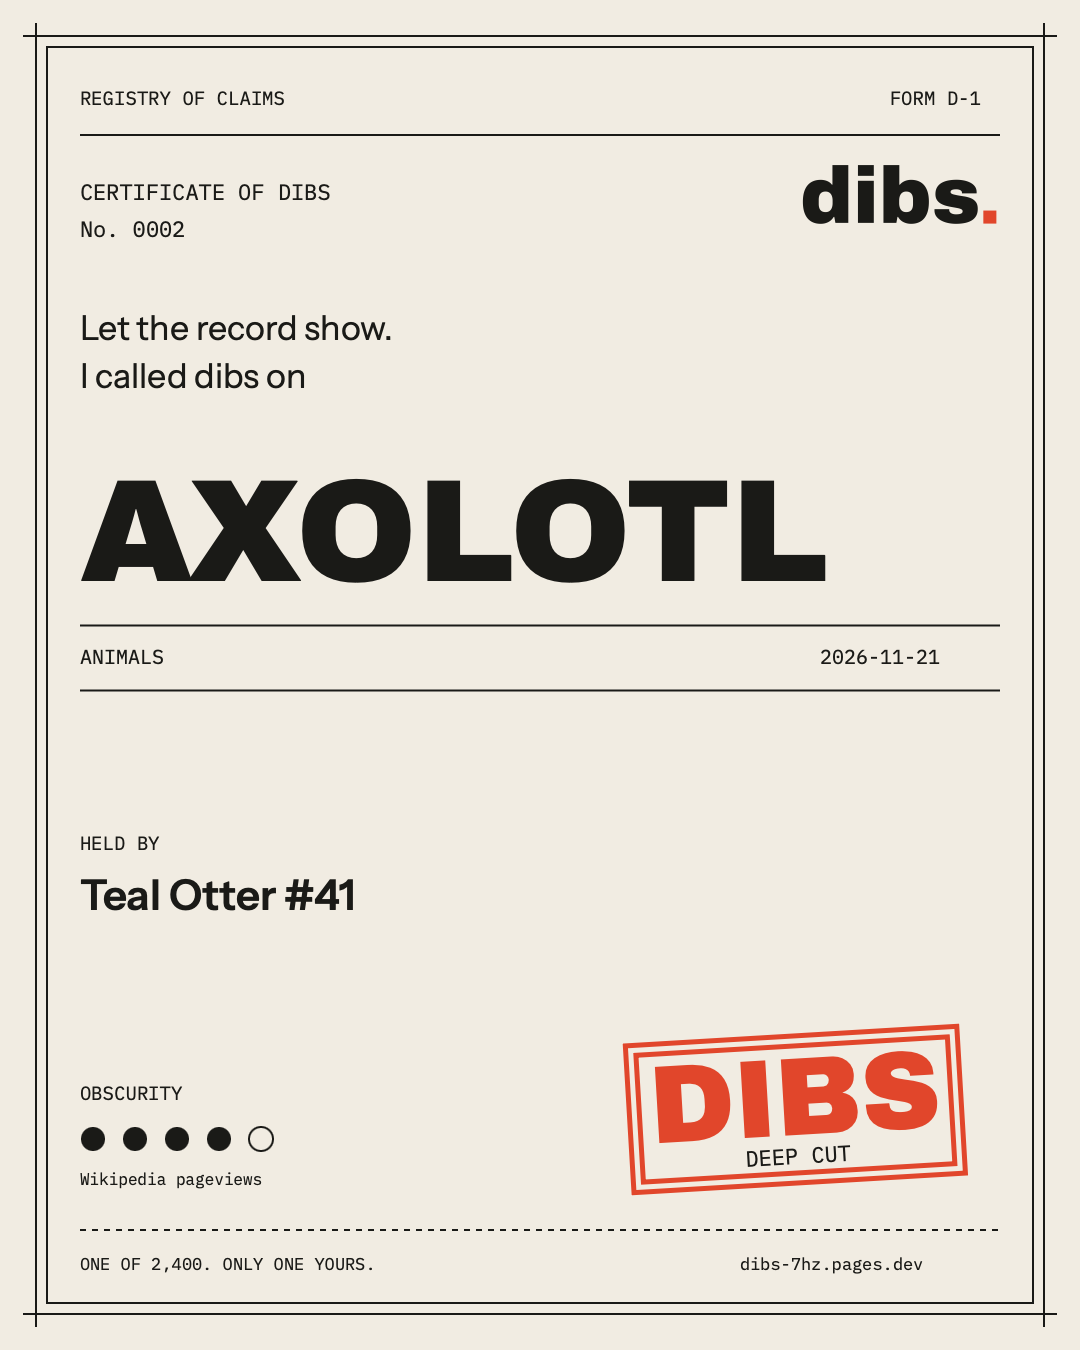 REGISTRY OF CLAIMS FORM D-1
CERTIFICATE OF DIBS
No. 0002
dibs.
Let the record show.
I called dibs on
AXOLOTL
ANIMALS 2026-11-21
HELD BY
Teal Otter #41
OBSCURITY
Wikipedia pageviews
DIBS
DEEP CUT
ONE OF 2,400. ONLY ONE YOURS. dibs-7hz.pages.dev